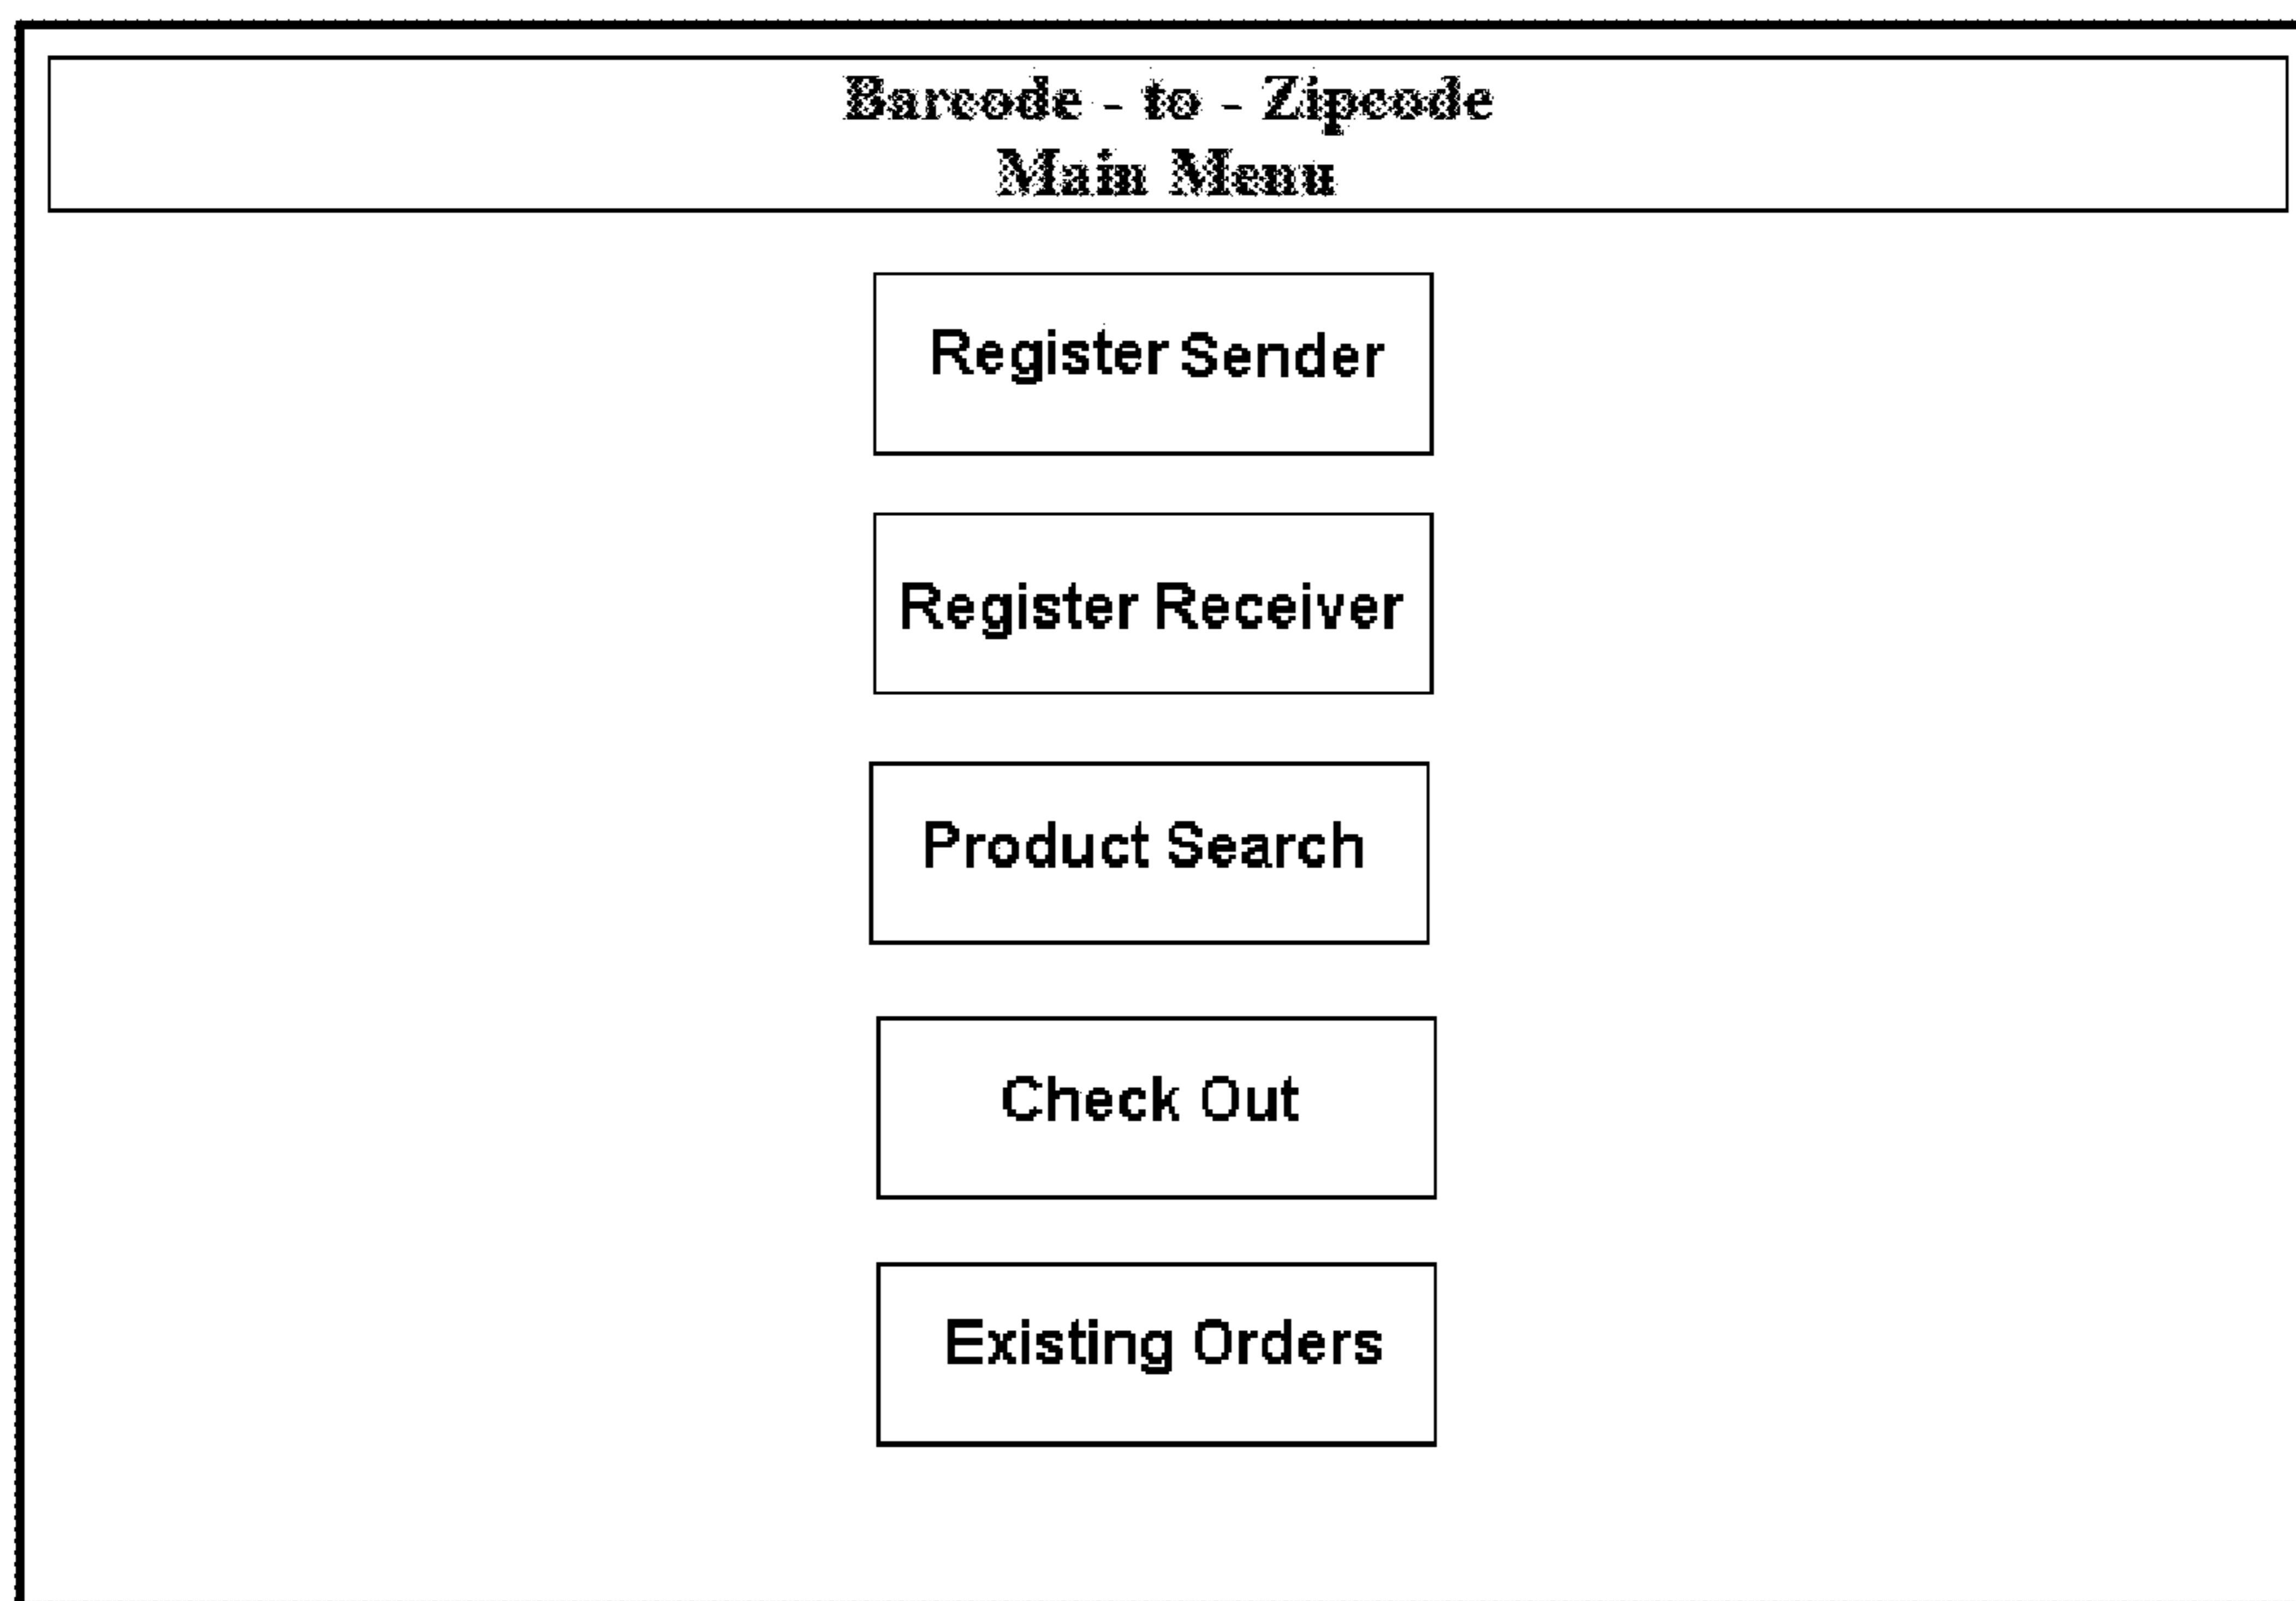 Barcode - to - Zipcode
Main Menu
Register Sender
Register Receiver
Product Search
Check Out
Existing Orders